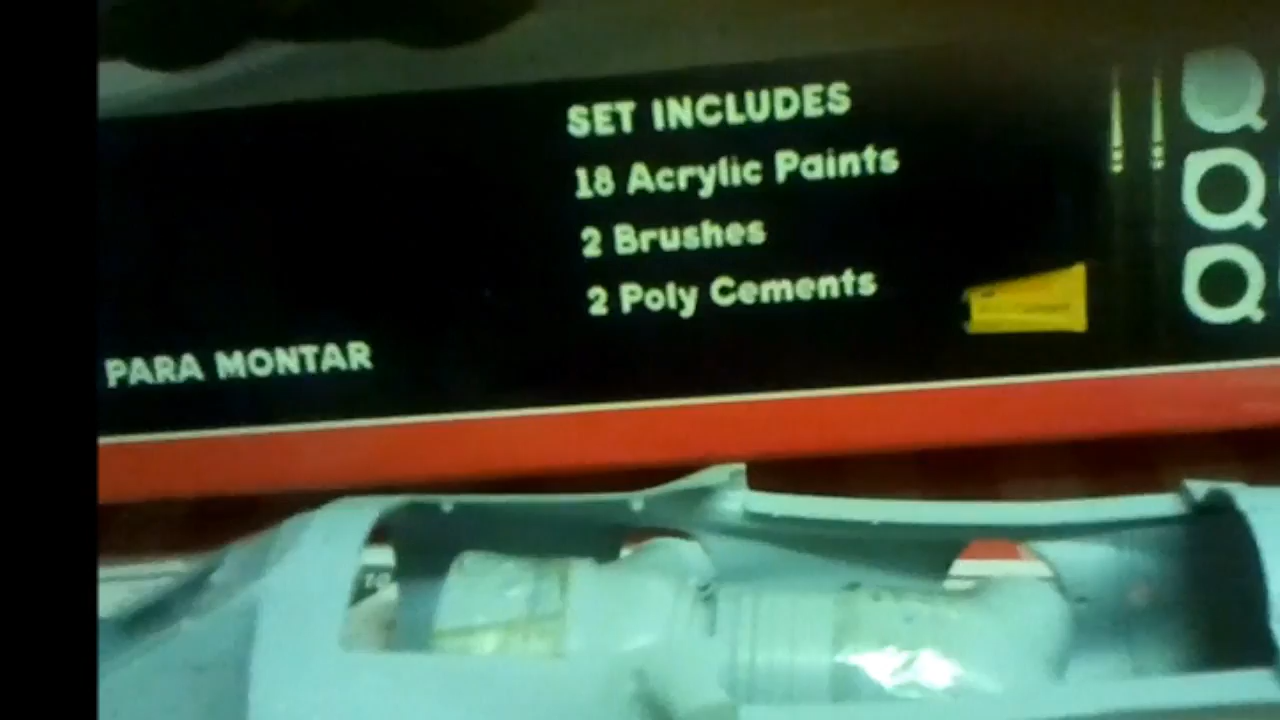 SET INCLUDES
18 Acrylic Paints
2 Brushes
2 Poly Cements
PARA MONTAR